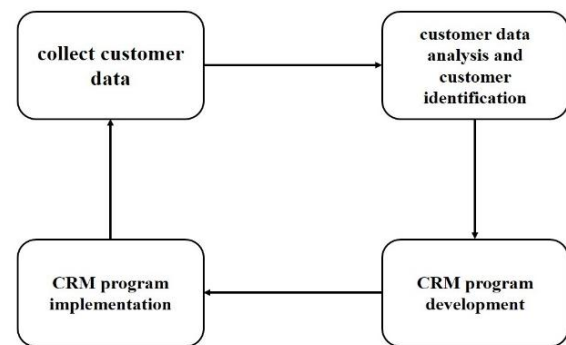 collect customer
data
customer data
analysis and
customer
identification
CRM program
implementation
CRM program
development